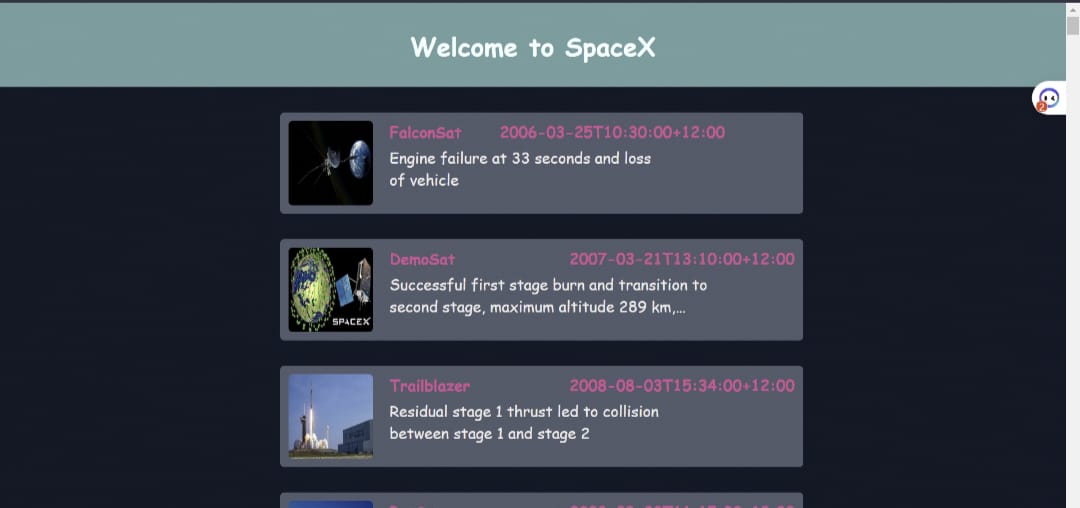 Welcome to SpaceX
FalconSat 2006-03-25T10:30:00+12:00
Engine failure at 33 seconds and loss
of vehicle
DemoSat 2007-03-21T13:10:00+12:00
Successful first stage burn and transition to
second stage, maximum altitude 289 km,...
SPACEX
Trailblazer 2008-08-03T15:34:00+12:00
Residual stage 1 thrust led to collision
between stage 1 and stage 2
2